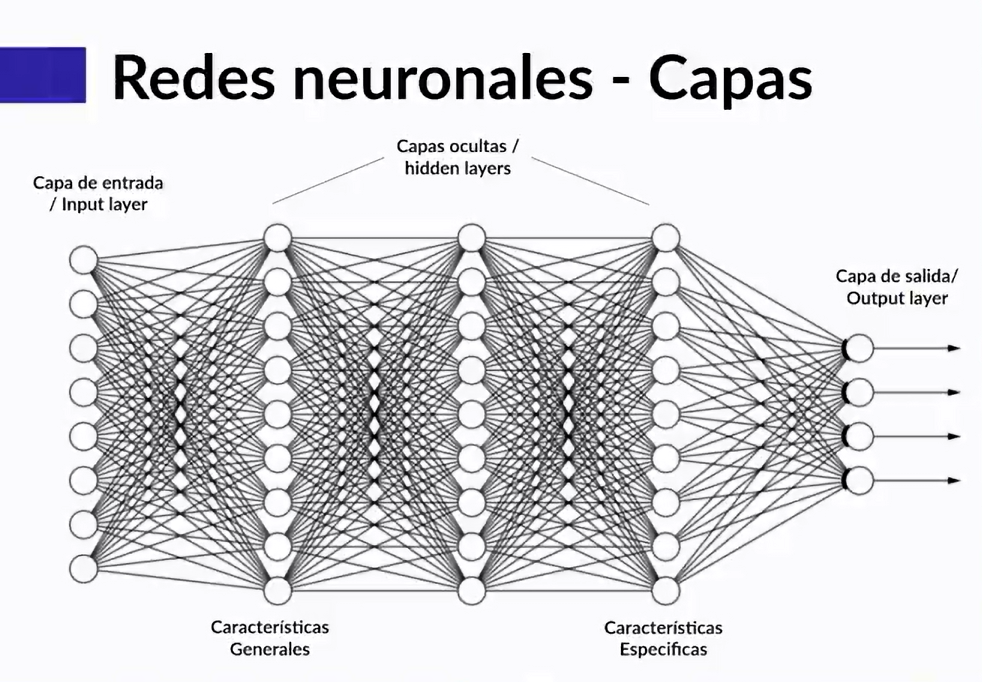 Redes neuronales - Capas
Capas ocultas /
hidden layers
Capa de entrada
/ Input layer
Capa de salida/
Output layer
Características
Generales
Características
Especificas